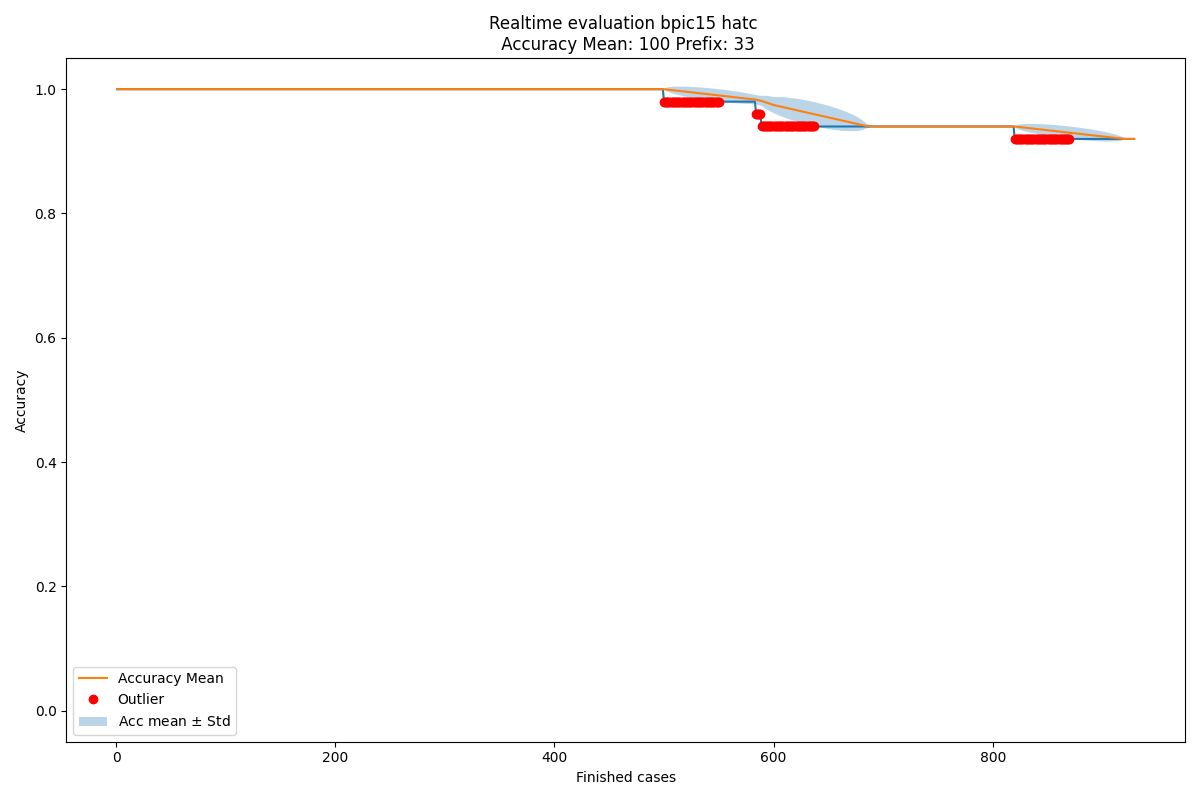 Realtime evaluation bpic15 hatc
Accuracy Mean: 100 Prefix: 33
Accuracy
1.0
0.8
0.6
0.4
0.2
0.0
Accuracy Mean
Outlier
Acc mean ± Std
0
200
400
600
800
Finished cases